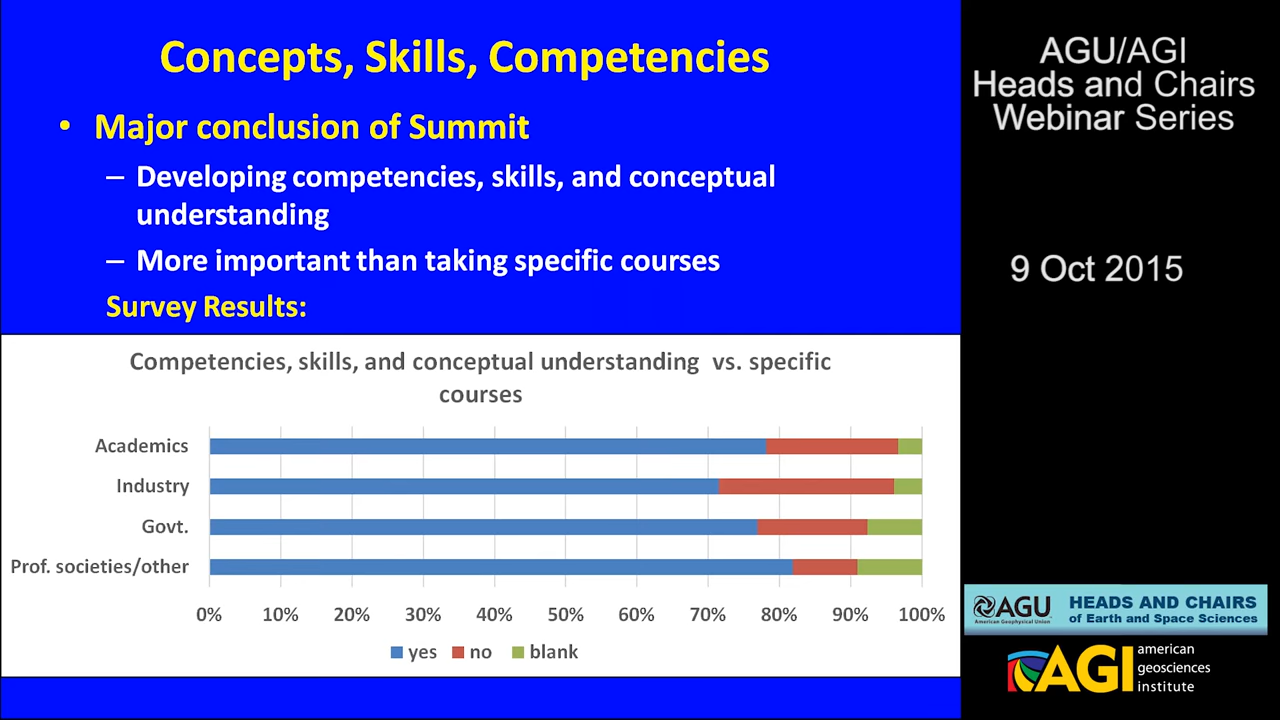 Concepts, Skills, Competencies
• Major conclusion of Summit
– Developing competencies, skills, and conceptual
understanding
– More important than taking specific courses
Survey Results:
Competencies, skills, and conceptual understanding vs. specific
courses
Academics
Industry
Govt.
Prof. societies/other
0% 10% 20% 30% 40% 50% 60% 70% 80% 90% 100%
yes no blank
AGU/AGI
Heads and Chairs
Webinar Series
9 Oct 2015
AGU
American Geophysical Union
HEADS AND CHAIRS
of Earth and Space Sciences
AGI
american
geosciences
institute